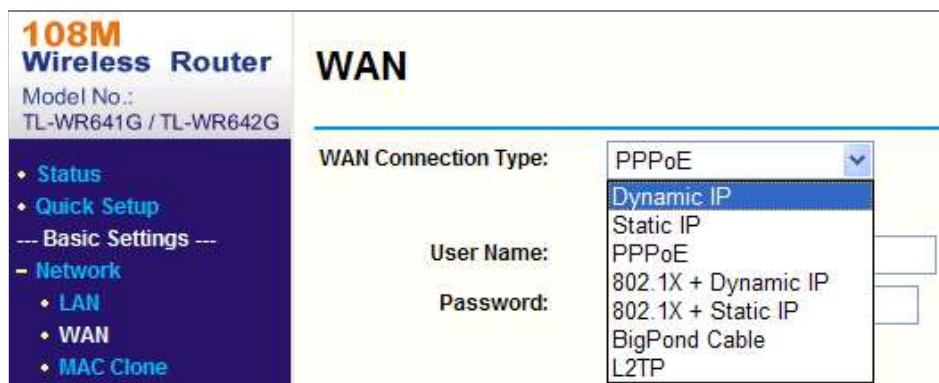 108M
Wireless Router
Model No.:
TL-WR641G / TL-WR642G
• Status
• Quick Setup
--- Basic Settings ---
– Network
• LAN
• WAN
• MAC Clone
WAN
WAN Connection Type: PPPoE
Dynamic IP
Static IP
PPPoE
802.1X + Dynamic IP
802.1X + Static IP
BigPond Cable
L2TP
User Name:
Password: